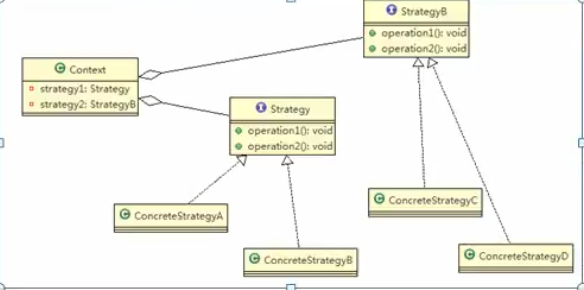 StrategyB
operation1(): void
operation2(): void
Context
strategy1: Strategy
strategy2: StrategyB
Strategy
operation1(): void
operation2(): void
ConcreteStrategyA
ConcreteStrategyB
ConcreteStrategyC
ConcreteStrategyD